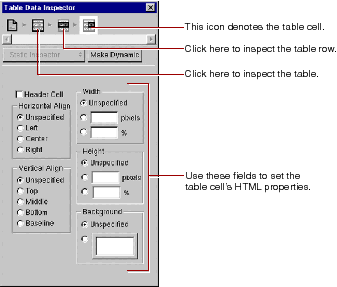 Table Data Inspector
This icon denotes the table cell.
Click here to inspect the table row.
Static Inspector
Make Dynamic
Click here to inspect the table.
Header Cell
Horizontal Align
Unspecified
Left
Center
Right
Vertical Align
Unspecified
Top
Middle
Bottom
Baseline
Width
Unspecified
pixels
%
Height
Unspecified
pixels
%
Background
Unspecified
Use these fields to set the
table cell's HTML properties.